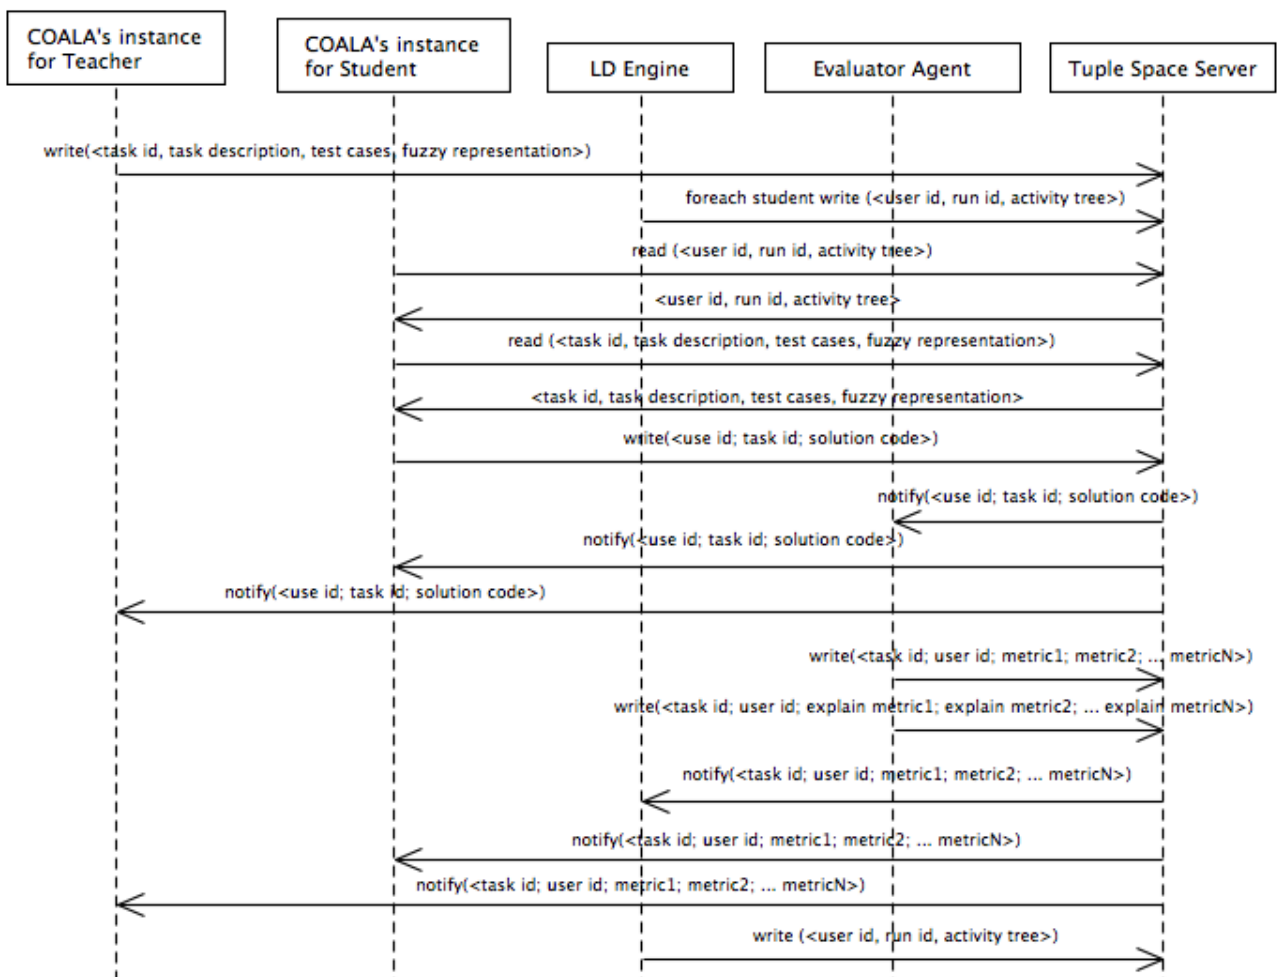 COALA's instance
for Teacher
COALA's instance
for Student
LD Engine
Evaluator Agent
Tuple Space Server
write(<task id, task description, test cases, fuzzy representation>)
foreach student write (<user id, run id, activity tree>)
read (<user id, run id, activity tree>)
<user id, run id, activity tree>
read (<task id, task description, test cases, fuzzy representation>)
<task id, task description, test cases, fuzzy representation>
write(<use id; task id; solution code>)
notify(<use id; task id; solution code>)
notify(<use id; task id; solution code>)
notify(<use id; task id; solution code>)
write(<task id; user id; metric1; metric2; ... metricN>)
write(<task id; user id; explain metric1; explain metric2; ... explain metricN>)
notify(<task id; user id; metric1; metric2; ... metricN>)
notify(<task id; user id; metric1; metric2; ... metricN>)
notify(<task id; user id; metric1; metric2; ... metricN>)
write (<user id, run id, activity tree>)